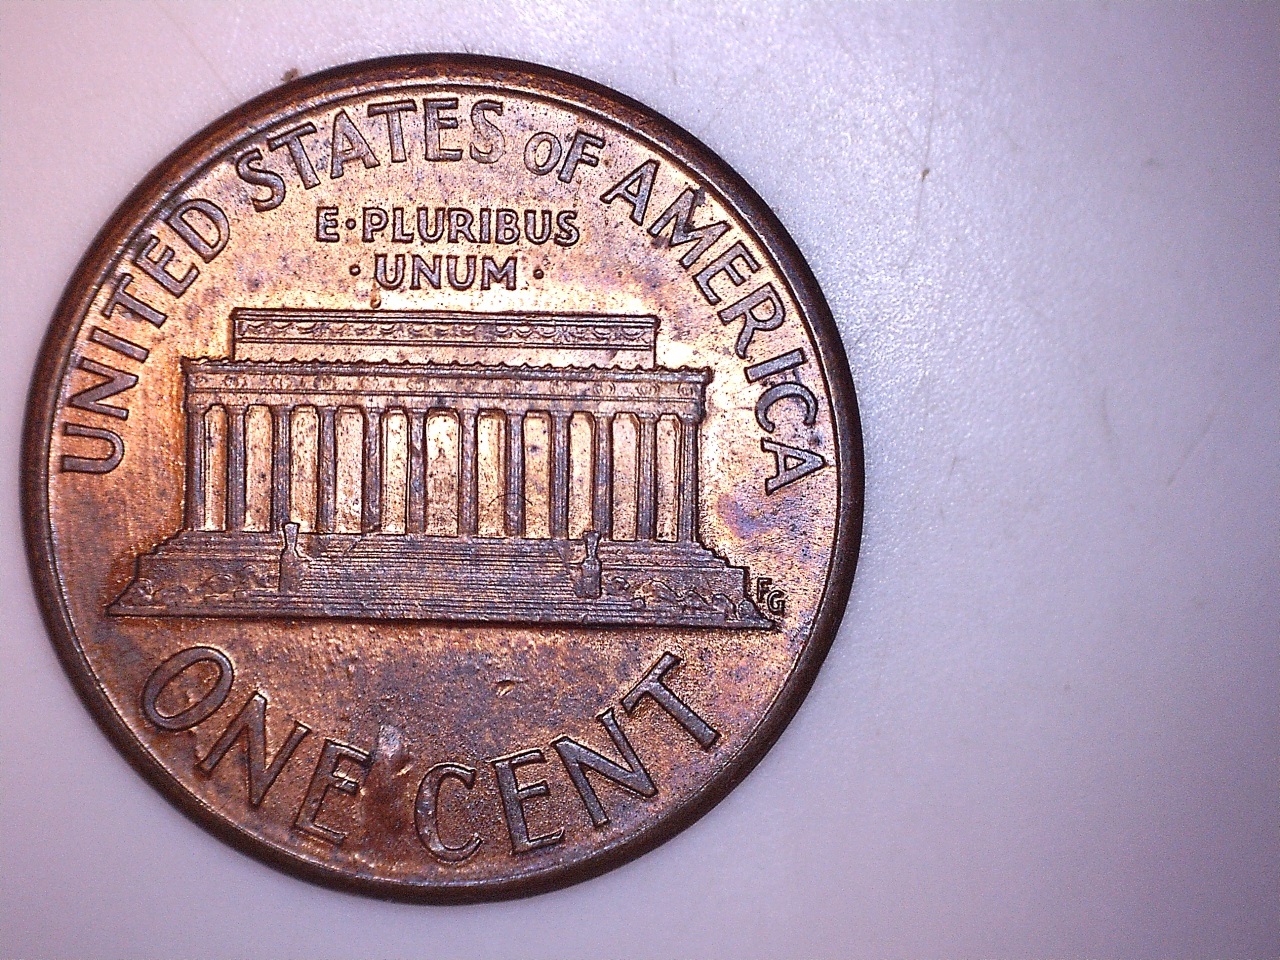 UNITED STATES OF AMERICA
E·PLURIBUS
·UNUM·
FG
ONE CENT